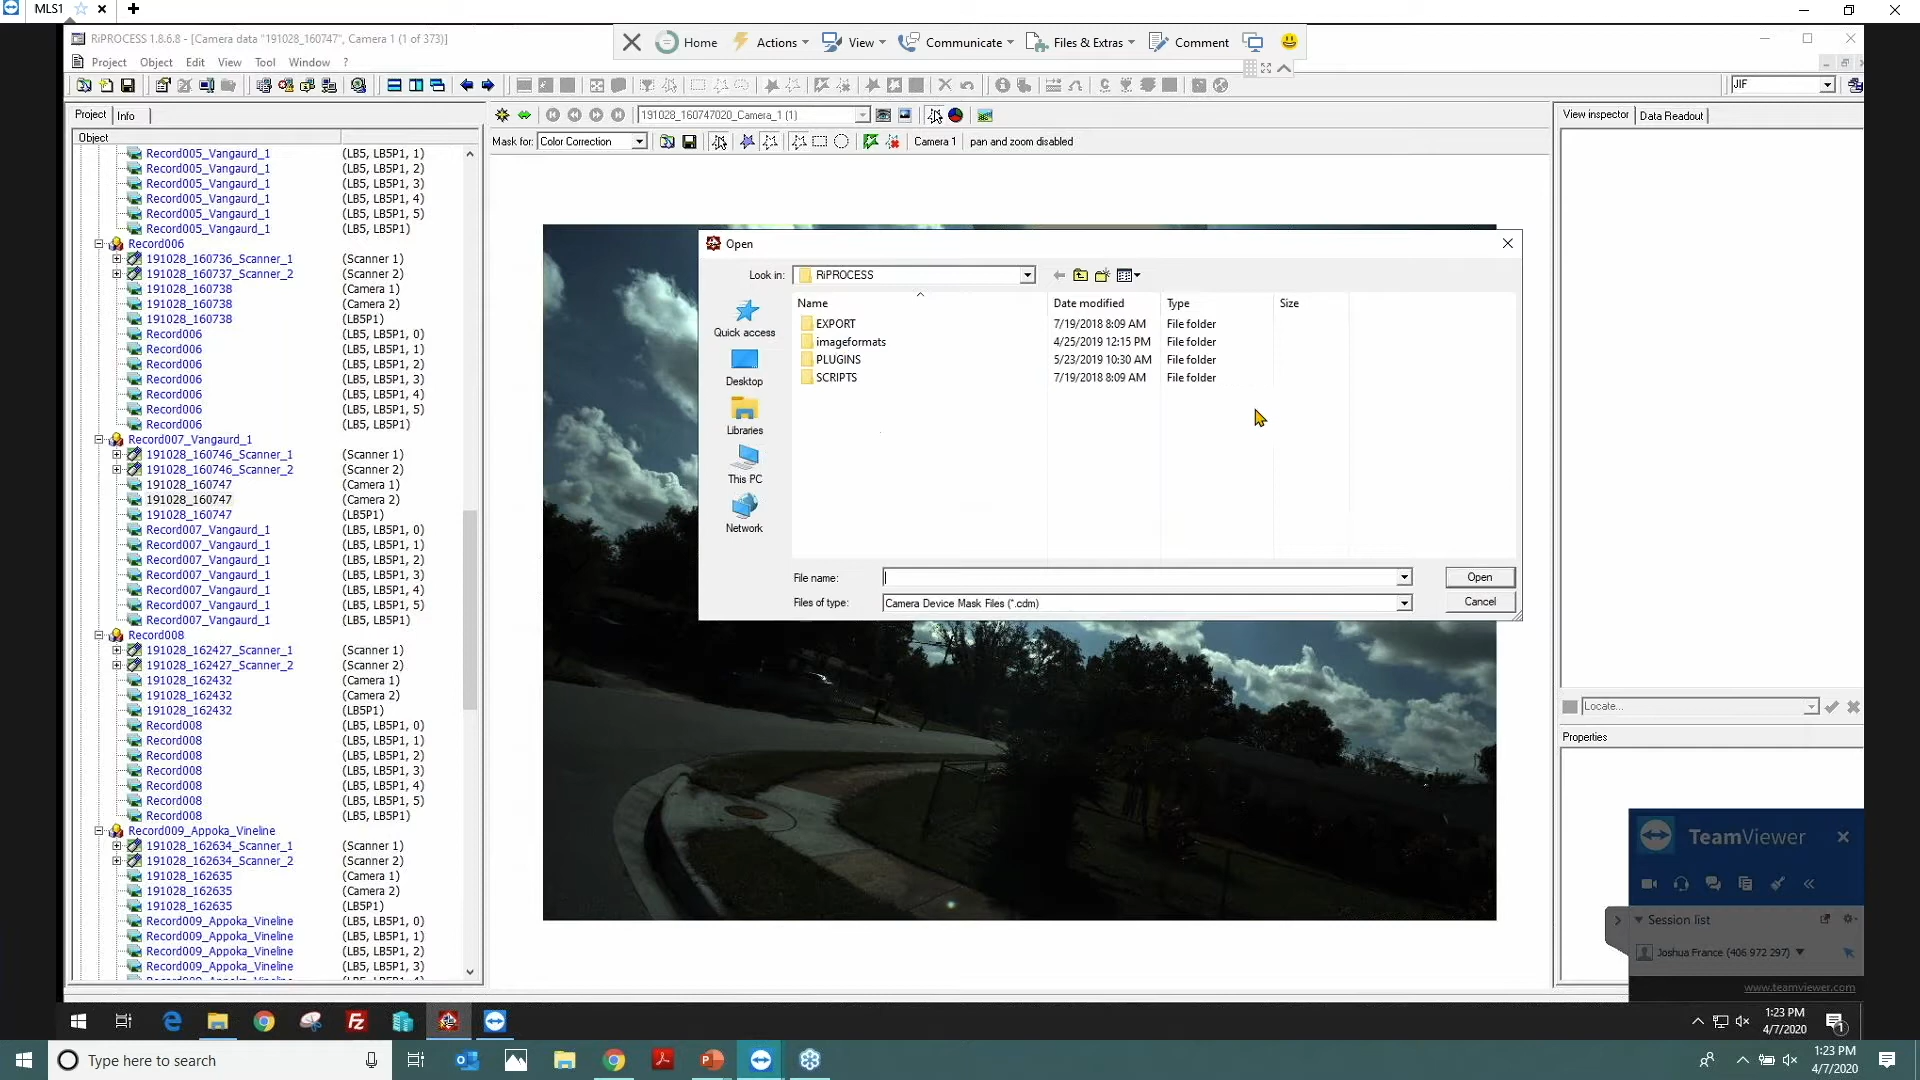 MLS1
RiPROCESS 1.8.6.8 - [Camera data "191028_160747", Camera 1 (1 of 373)]
Home Actions View Communicate Files & Extras Comment
Project Object Edit View Tool Window ?
JIF
Project Info
191028_160747020_Camera_1 (1)
View inspector Data Readout
Object
Mask for: Color Correction Camera 1 pan and zoom disabled
Record005_Vangaurd_1 (LB5, LB5P1, 1)
Record005_Vangaurd_1 (LB5, LB5P1, 2)
Record005_Vangaurd_1 (LB5, LB5P1, 3)
Record005_Vangaurd_1 (LB5, LB5P1, 4)
Record005_Vangaurd_1 (LB5, LB5P1, 5)
Record005_Vangaurd_1 (LB5, LB5P1)
Record006
191028_160736_Scanner_1 (Scanner 1)
191028_160737_Scanner_2 (Scanner 2)
191028_160738 (Camera 1)
191028_160738 (Camera 2)
191028_160738 (LB5P1)
Record006 (LB5, LB5P1, 0)
Record006 (LB5, LB5P1, 1)
Record006 (LB5, LB5P1, 2)
Record006 (LB5, LB5P1, 3)
Record006 (LB5, LB5P1, 4)
Record006 (LB5, LB5P1, 5)
Record006 (LB5, LB5P1)
Record007_Vangaurd_1
191028_160746_Scanner_1 (Scanner 1)
191028_160746_Scanner_2 (Scanner 2)
191028_160747 (Camera 1)
191028_160747 (Camera 2)
191028_160747 (LB5P1)
Record007_Vangaurd_1 (LB5, LB5P1, 0)
Record007_Vangaurd_1 (LB5, LB5P1, 1)
Record007_Vangaurd_1 (LB5, LB5P1, 2)
Record007_Vangaurd_1 (LB5, LB5P1, 3)
Record007_Vangaurd_1 (LB5, LB5P1, 4)
Record007_Vangaurd_1 (LB5, LB5P1, 5)
Record007_Vangaurd_1 (LB5, LB5P1)
Record008
191028_162427_Scanner_1 (Scanner 1)
191028_162427_Scanner_2 (Scanner 2)
191028_162432 (Camera 1)
191028_162432 (Camera 2)
191028_162432 (LB5P1)
Record008 (LB5, LB5P1, 0)
Record008 (LB5, LB5P1, 1)
Record008 (LB5, LB5P1, 2)
Record008 (LB5, LB5P1, 3)
Record008 (LB5, LB5P1, 4)
Record008 (LB5, LB5P1, 5)
Record008 (LB5, LB5P1)
Record009_Appoka_Vineline
191028_162634_Scanner_1 (Scanner 1)
191028_162634_Scanner_2 (Scanner 2)
191028_162635 (Camera 1)
191028_162635 (Camera 2)
191028_162635 (LB5P1)
Record009_Appoka_Vineline (LB5, LB5P1, 0)
Record009_Appoka_Vineline (LB5, LB5P1, 1)
Record009_Appoka_Vineline (LB5, LB5P1, 2)
Record009_Appoka_Vineline (LB5, LB5P1, 3)
Open
Look in: RiPROCESS
Name Date modified Type Size
EXPORT 7/19/2018 8:09 AM File folder
imageformats 4/25/2019 12:15 PM File folder
PLUGINS 5/23/2019 10:30 AM File folder
SCRIPTS 7/19/2018 8:09 AM File folder
Quick access
Desktop
Libraries
This PC
Network
File name: Open
Files of type: Camera Device Mask Files (*.cdm) Cancel
Locate...
Properties
TeamViewer
Session list
Joshua France (406 972 297)
www.teamviewer.com
1:23 PM
4/7/2020
1
Type here to search
1:23 PM
4/7/2020